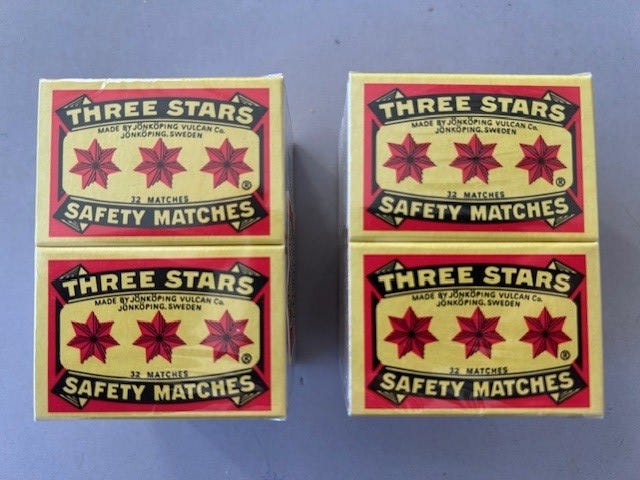 THREE STARS
MADE BY JÖNKÖPING VULCAN Co.
JÖNKÖPING, SWEDEN
®
32 MATCHES
SAFETY MATCHES
THREE STARS
MADE BY JÖNKÖPING VULCAN Co.
JÖNKÖPING, SWEDEN
®
32 MATCHES
SAFETY MATCHES
THREE STARS
MADE BY JÖNKÖPING VULCAN Co.
JÖNKÖPING, SWEDEN
®
32 MATCHES
SAFETY MATCHES
THREE STARS
MADE BY JÖNKÖPING VULCAN Co.
JÖNKÖPING, SWEDEN
®
32 MATCHES
SAFETY MATCHES